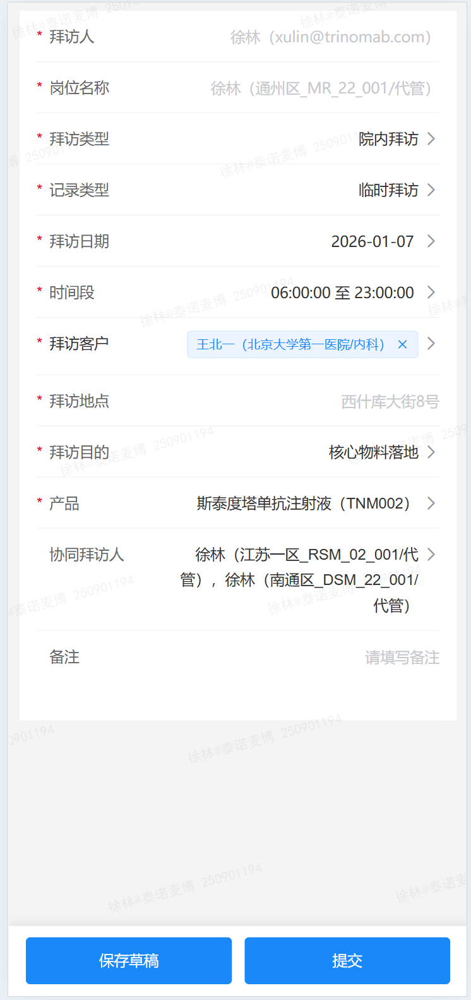 * 拜访人 徐林（xulin@trinomab.com）
* 岗位名称 徐林（通州区_MR_22_001/代管）
* 拜访类型 院内拜访
* 记录类型 临时拜访
* 拜访日期 2026-01-07
* 时间段 06:00:00 至 23:00:00
* 拜访客户 王北一（北京大学第一医院/内科） ×
* 拜访地点 西什库大街8号
* 拜访目的 核心物料落地
* 产品 斯泰度塔单抗注射液（TNM002）
协同拜访人 徐林（江苏一区_RSM_02_001/代
管），徐林（南通区_DSM_22_001/
代管）
备注 请填写备注
徐林@泰诺麦博 250901194
保存草稿 提交